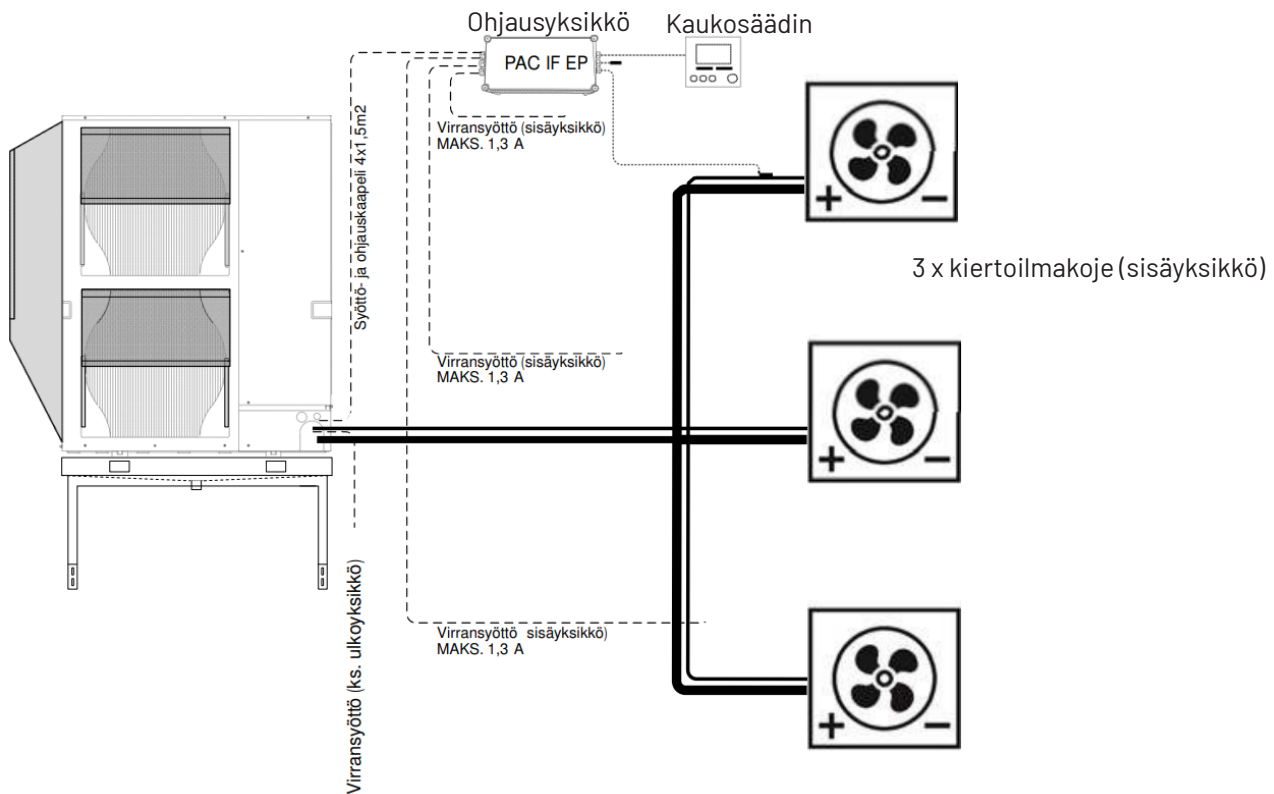 Ohjausyksikkö
Kaukosäädin
PAC IF EP
Virransyöttö (sisäyksikkö)
MAKS. 1,3 A
Syöttö- ja ohjauskaapeli 4x1,5m2
3 x kiertoilmakoje (sisäyksikkö)
Virransyöttö (sisäyksikkö)
MAKS. 1,3 A
Virransyöttö (ks. ulkoyksikkö)
Virransyöttö sisäyksikkö)
MAKS. 1,3 A